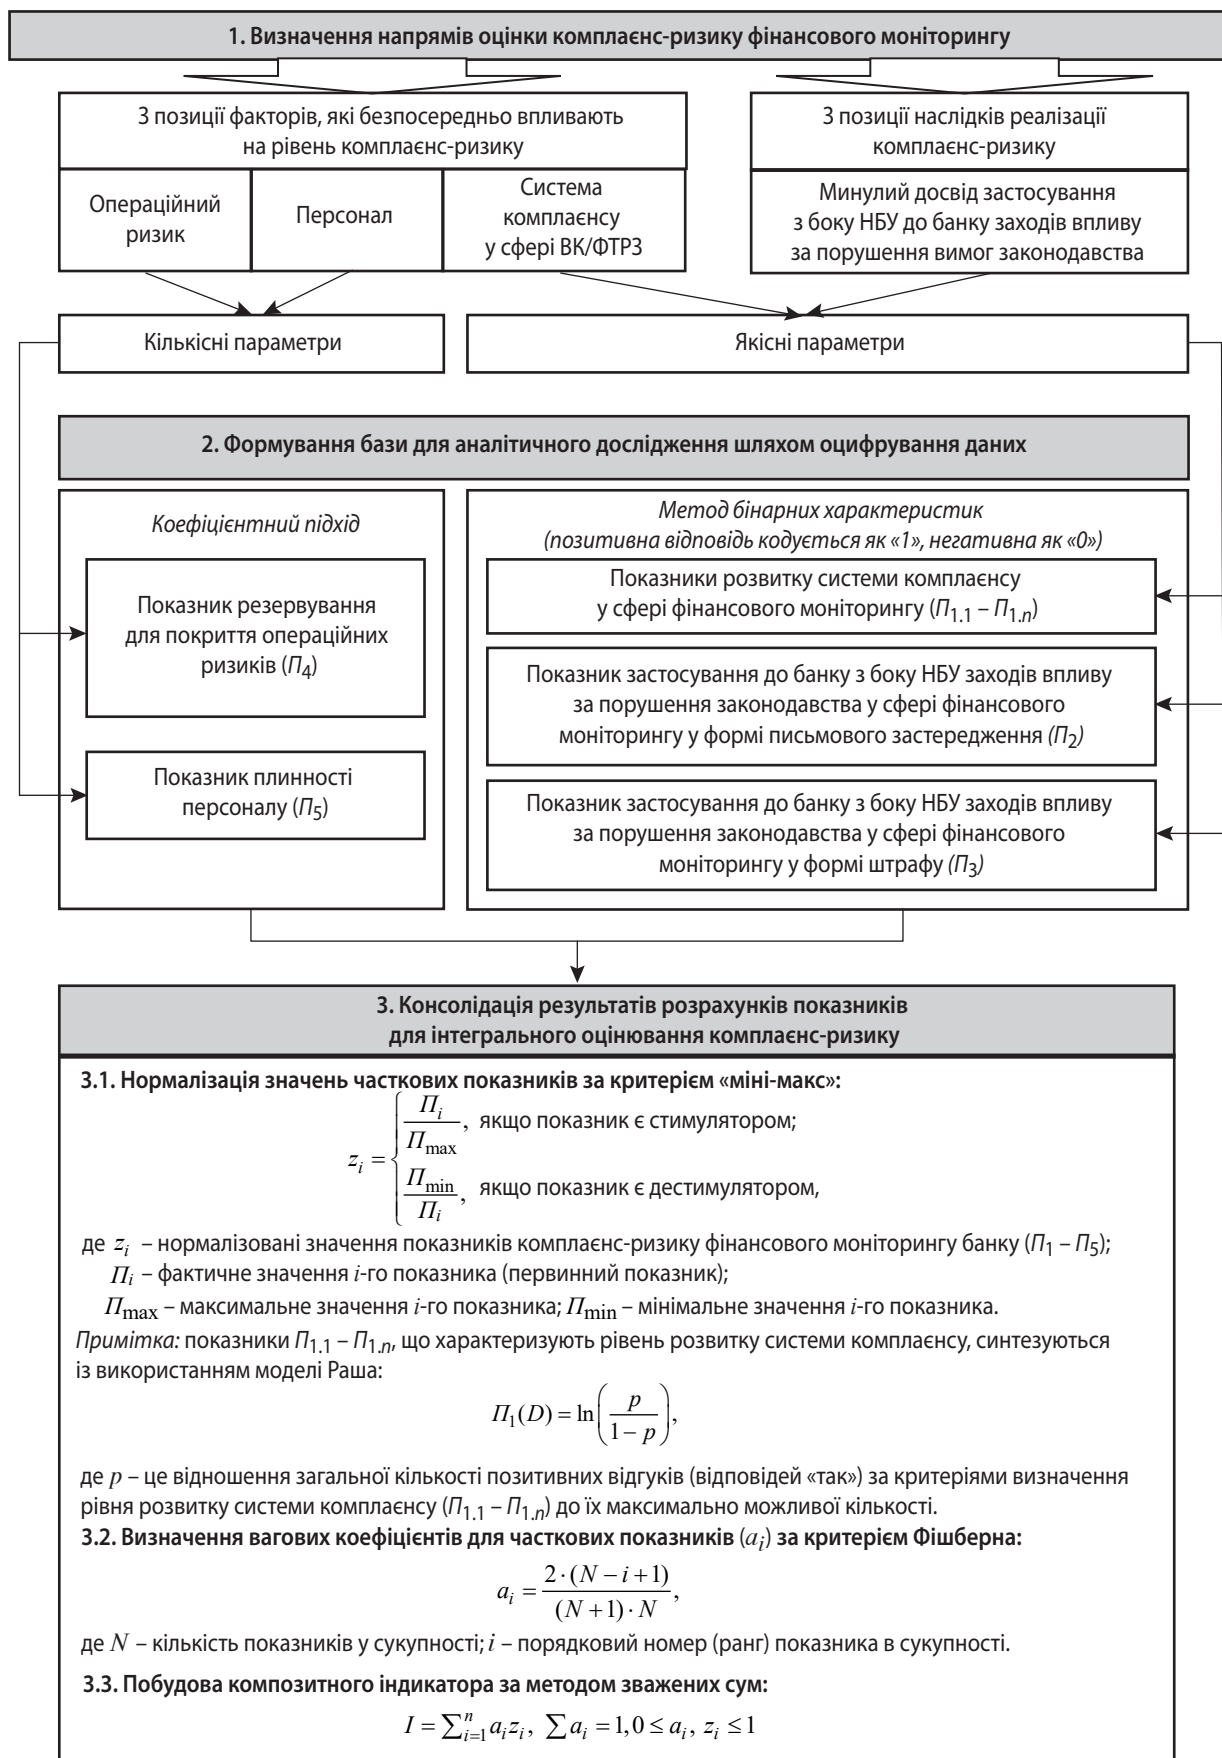 1. Визначення напрямів оцінки комплаєнс-ризику фінансового моніторингу
З позиції факторів, які безпосередньо впливають
на рівень комплаєнс-ризику
З позиції наслідків реалізації
комплаєнс-ризику
Операційний
ризик
Персонал
Система
комплаєнсу
у сфері ВК/ФТРЗ
Минулий досвід застосування
з боку НБУ до банку заходів впливу
за порушення вимог законодавства
Кількісні параметри
Якісні параметри
2. Формування бази для аналітичного дослідження шляхом оцифрування даних
Коефіцієнтний підхід
Показник резервування
для покриття операційних
ризиків (П4)
Показник плинності
персоналу (П5)
Метод бінарних характеристик
(позитивна відповідь кодується як «1», негативна як «0»)
Показники розвитку системи комплаєнсу
у сфері фінансового моніторингу (П1.1 – П1.n)
Показник застосування до банку з боку НБУ заходів впливу
за порушення законодавства у сфері фінансового
моніторингу у формі письмового застередження (П2)
Показник застосування до банку з боку НБУ заходів впливу
за порушення законодавства у сфері фінансового
моніторингу у формі штрафу (П3)
3. Консолідація результатів розрахунків показників
для інтегрального оцінювання комплаєнс-ризику
3.1. Нормалізація значень часткових показників за критерієм «міні-макс»:
zi = { Пi / Пmax, якщо показник є стимулятором;
Пmin / Пi, якщо показник є дестимулятором,
де zi – нормалізовані значення показників комплаєнс-ризику фінансового моніторингу банку (П1 – П5);
Пi – фактичне значення i-го показника (первинний показник);
Пmax – максимальне значення i-го показника; Пmin – мінімальне значення i-го показника.
Примітка: показники П1.1 – П1.n, що характеризують рівень розвитку системи комплаєнсу, синтезуються
із використанням моделі Раша:
П1(D) = ln(p / (1 – p)),
де p – це відношення загальної кількості позитивних відгуків (відповідей «так») за критеріями визначення
рівня розвитку системи комплаєнсу (П1.1 – П1.n) до їх максимально можливої кількості.
3.2. Визначення вагових коефіцієнтів для часткових показників (ai) за критерієм Фішберна:
ai = 2 · (N – i + 1) / ((N + 1) · N),
де N – кількість показників у сукупності; i – порядковий номер (ранг) показника в сукупності.
3.3. Побудова композитного індикатора за методом зважених сум:
I = ∑ⁿi=1 aizi, ∑ai = 1, 0 ≤ ai, zi ≤ 1